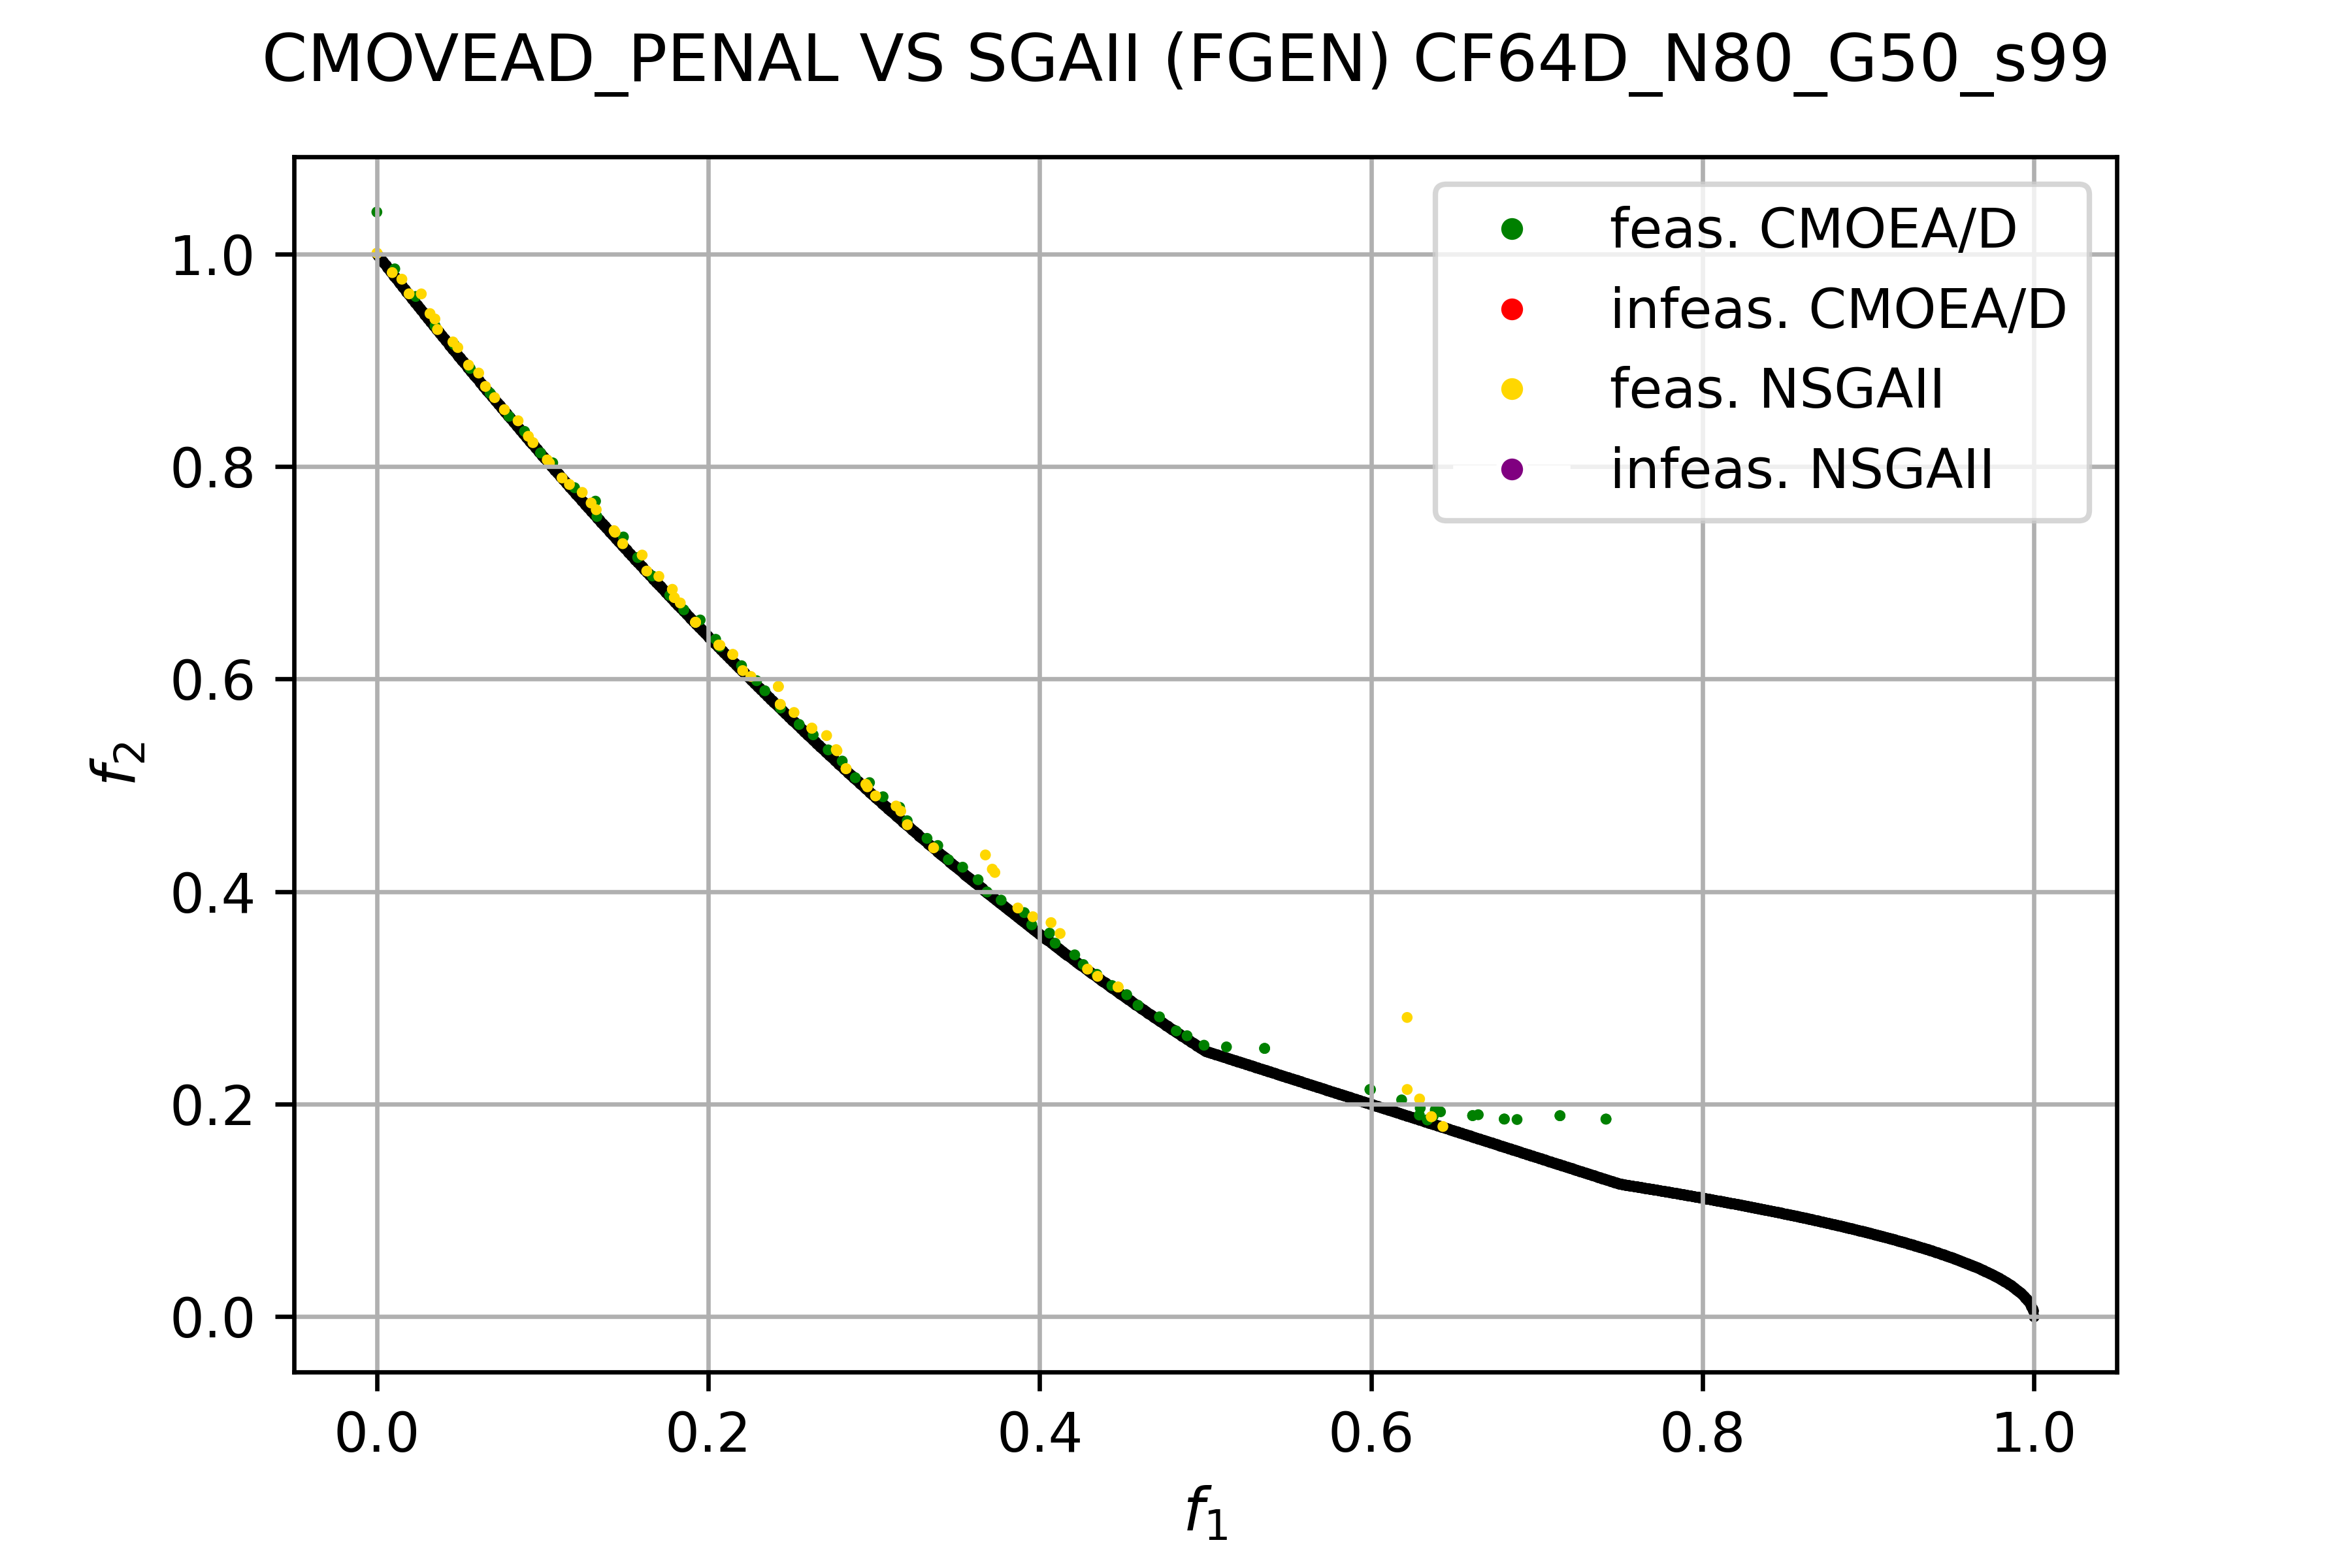 CMOVEAD_PENAL VS SGAII (FGEN) CF64D_N80_G50_s99
feas. CMOEA/D
infeas. CMOEA/D
feas. NSGAII
infeas. NSGAII
1.0
0.8
0.6
0.4
0.2
0.0
f2
0.0 0.2 0.4 0.6 0.8 1.0
f1